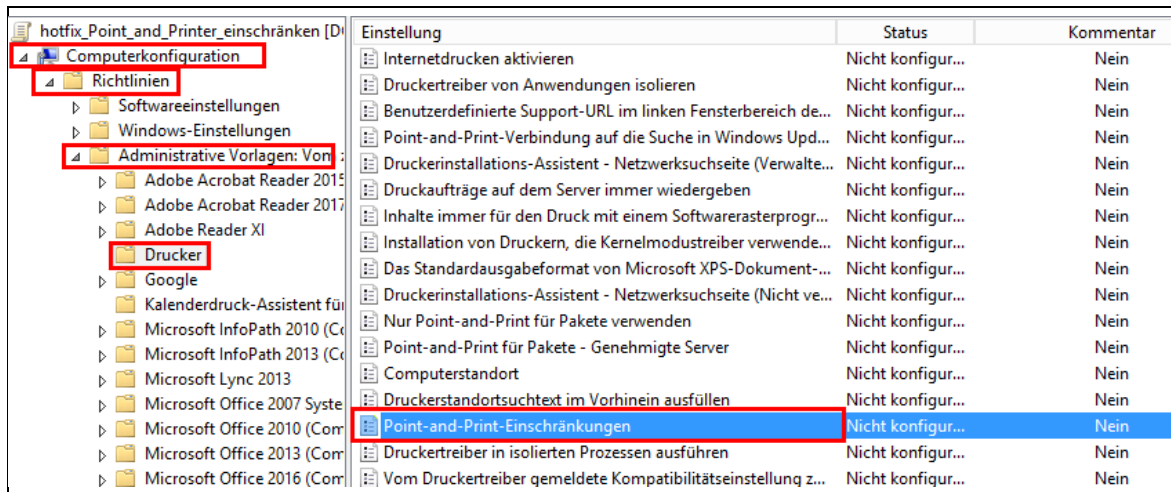 hotfix_Point_and_Printer_einschränken [D
Computerkonfiguration
Richtlinien
Softwareeinstellungen
Windows-Einstellungen
Administrative Vorlagen: Vom z
Adobe Acrobat Reader 2015
Adobe Acrobat Reader 2017
Adobe Reader XI
Drucker
Google
Kalenderdruck-Assistent für
Microsoft InfoPath 2010 (Co
Microsoft InfoPath 2013 (Co
Microsoft Lync 2013
Microsoft Office 2007 Syste
Microsoft Office 2010 (Com
Microsoft Office 2013 (Com
Microsoft Office 2016 (Com
Einstellung Status Kommentar
Internetdrucken aktivieren Nicht konfigur... Nein
Druckertreiber von Anwendungen isolieren Nicht konfigur... Nein
Benutzerdefinierte Support-URL im linken Fensterbereich de... Nicht konfigur... Nein
Point-and-Print-Verbindung auf die Suche in Windows Upd... Nicht konfigur... Nein
Druckerinstallations-Assistent - Netzwerksuchseite (Verwalte... Nicht konfigur... Nein
Druckaufträge auf dem Server immer wiedergeben Nicht konfigur... Nein
Inhalte immer für den Druck mit einem Softwarerasterprogr... Nicht konfigur... Nein
Installation von Druckern, die Kernelmodustreiber verwende... Nicht konfigur... Nein
Das Standardausgabeformat von Microsoft XPS-Dokument-... Nicht konfigur... Nein
Druckerinstallations-Assistent - Netzwerksuchseite (Nicht ve... Nicht konfigur... Nein
Nur Point-and-Print für Pakete verwenden Nicht konfigur... Nein
Point-and-Print für Pakete - Genehmigte Server Nicht konfigur... Nein
Computerstandort Nicht konfigur... Nein
Druckerstandortsuchtext im Vorhinein ausfüllen Nicht konfigur... Nein
Point-and-Print-Einschränkungen Nicht konfigur... Nein
Druckertreiber in isolierten Prozessen ausführen Nicht konfigur... Nein
Vom Druckertreiber gemeldete Kompatibilitätseinstellung z... Nicht konfigur... Nein